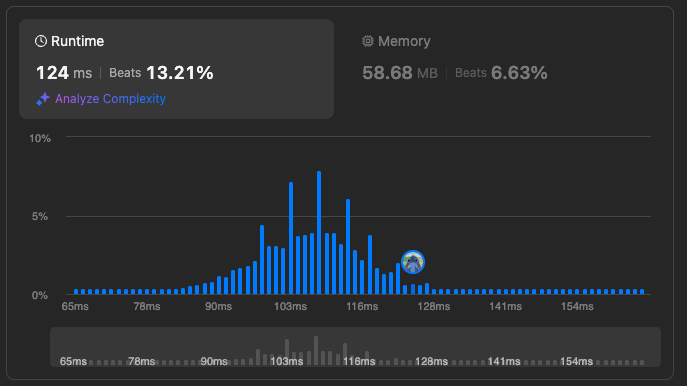 Runtime
124 ms | Beats 13.21%
Analyze Complexity
Memory
58.68 MB | Beats 6.63%
10%
5%
0%
65ms 78ms 90ms 103ms 116ms 128ms 141ms 154ms
65ms 78ms 90ms 103ms 116ms 128ms 141ms 154ms